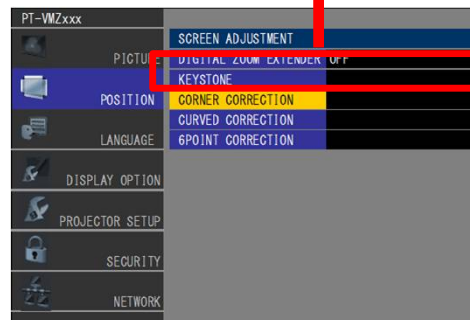 PT-VMZxxx
PICTURE
POSITION
LANGUAGE
DISPLAY OPTION
PROJECTOR SETUP
SECURITY
NETWORK
SCREEN ADJUSTMENT
DIGITAL ZOOM EXTENDER OFF
KEYSTONE
CORNER CORRECTION
CURVED CORRECTION
6POINT CORRECTION